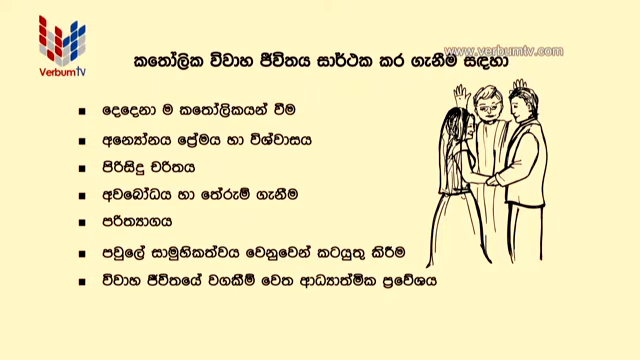 www.verbumtv.com
VerbumTV
කතෝලික විවාහ ජීවිතය සාර්ථක කර ගැනීම සඳහා
දෙදෙනා ම කතෝලිකයන් වීම
අන්‍යෝනය ප්‍රේමය හා විශ්වාසය
පිරිසිදු චරිතය
අවබෝධය හා තේරුම් ගැනීම
පරිත්‍යාගය
පවුලේ සාමුහිකත්වය වෙනුවෙන් කටයුතු කිරීම
විවාහ ජීවිතයේ වගකීම් වෙත ආධ්‍යාත්මික ප්‍රවේශය